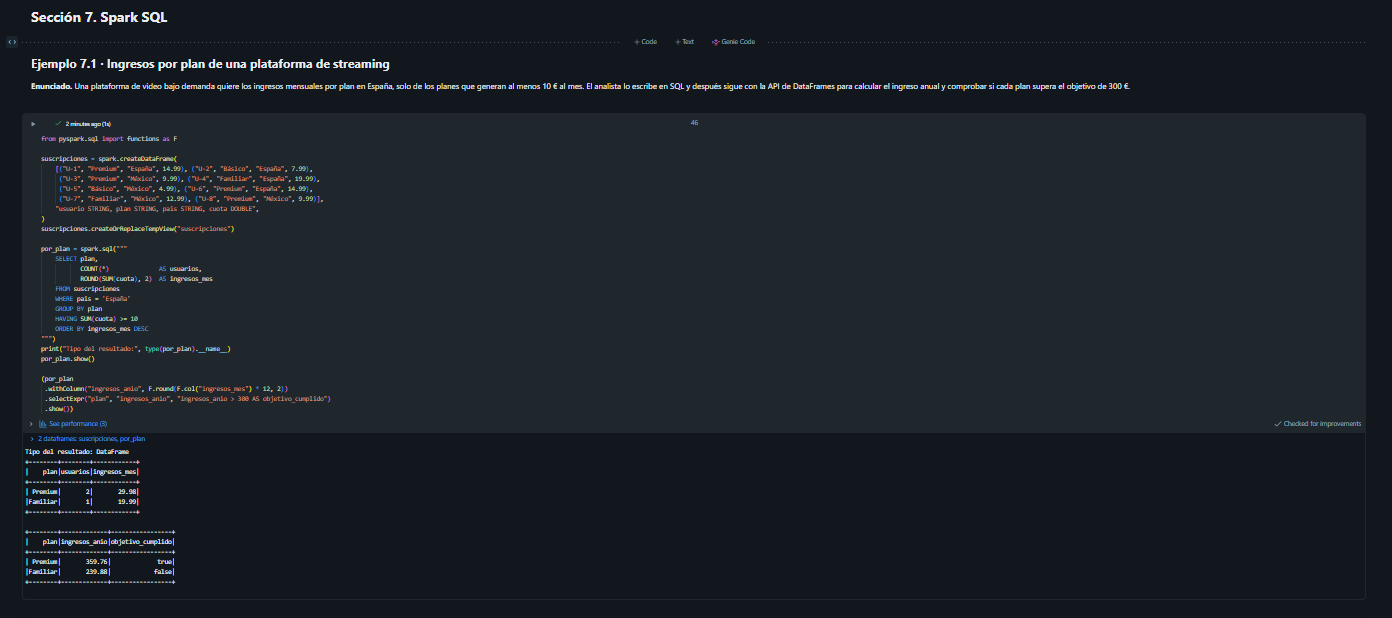 Sección 7. Spark SQL
+ Code + Text Genie Code
Ejemplo 7.1 · Ingresos por plan de una plataforma de streaming
Enunciado. Una plataforma de vídeo bajo demanda quiere los ingresos mensuales por plan en España, solo de los planes que generan al menos 10 € al mes. El analista lo escribe en SQL y después sigue con la API de DataFrames para calcular el ingreso anual y comprobar si cada plan supera el objetivo de 300 €.
2 minutes ago (1s) 46
from pyspark.sql import functions as F
suscripciones = spark.createDataFrame(
    [("U-1", "Premium", "España", 14.99), ("U-2", "Básico", "España", 7.99),
     ("U-3", "Premium", "México", 9.99), ("U-4", "Familiar", "España", 19.99),
     ("U-5", "Básico", "México", 4.99), ("U-6", "Premium", "España", 14.99),
     ("U-7", "Familiar", "México", 12.99), ("U-8", "Premium", "México", 9.99)],
    "usuario STRING, plan STRING, pais STRING, cuota DOUBLE",
)
suscripciones.createOrReplaceTempView("suscripciones")
por_plan = spark.sql("""
    SELECT plan,
           COUNT(*)              AS usuarios,
           ROUND(SUM(cuota), 2)  AS ingresos_mes
    FROM suscripciones
    WHERE pais = 'España'
    GROUP BY plan
    HAVING SUM(cuota) >= 10
    ORDER BY ingresos_mes DESC
""")
print("Tipo del resultado:", type(por_plan).__name__)
por_plan.show()
(por_plan
 .withColumn("ingresos_anio", F.round(F.col("ingresos_mes") * 12, 2))
 .selectExpr("plan", "ingresos_anio", "ingresos_anio > 300 AS objetivo_cumplido")
 .show())
See performance (3) Checked for improvements
2 dataframes: suscripciones, por_plan
Tipo del resultado: DataFrame
+--------+--------+------------+
|    plan|usuarios|ingresos_mes|
+--------+--------+------------+
| Premium|       2|       29.98|
|Familiar|       1|       19.99|
+--------+--------+------------+
+--------+-------------+-----------------+
|    plan|ingresos_anio|objetivo_cumplido|
+--------+-------------+-----------------+
| Premium|       359.76|             true|
|Familiar|       239.88|            false|
+--------+-------------+-----------------+